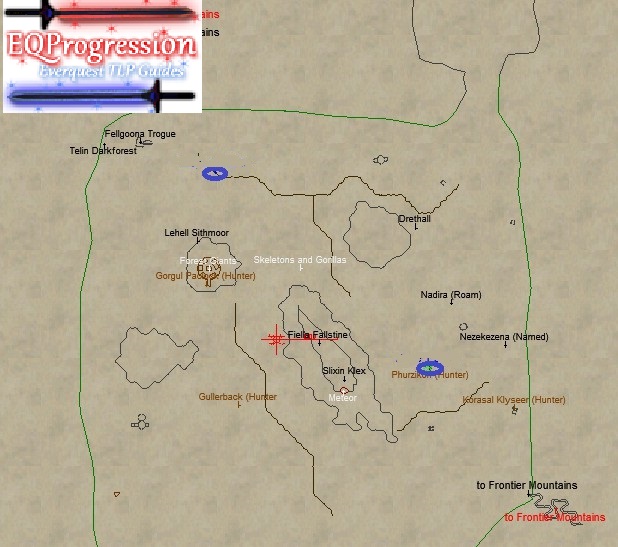 ains
EQProgression
ains
Everquest TLP Guides
Fellgoona Trogue
Telin Darkforest
Drethall
Lehell Sithmoor
Forest Giants
Skeletons and Gorillas
Gorgul Paclock (Hunter)
Nadira (Roam)
Fiella Fallstine
Nezekezena (Named)
Slixin Klex
Phurzikon (Hunter)
Gullerback (Hunter
Meteor
Korasal Klyseer (Hunter)
to Frontier Mountains
to Frontier Mountains